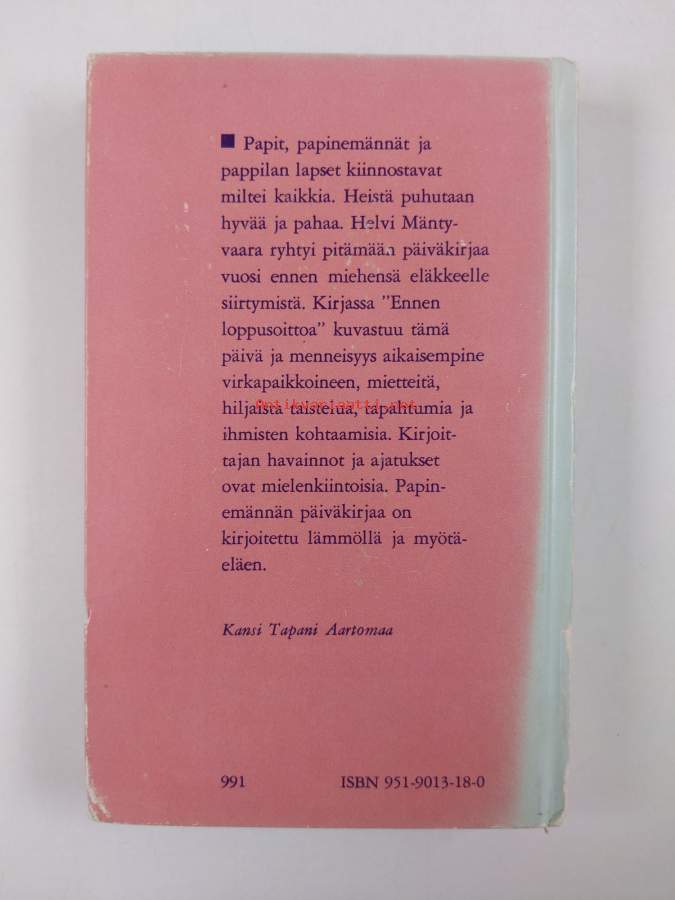 ■ Papit, papinemännät ja
pappilan lapset kiinnostavat
miltei kaikkia. Heistä puhutaan
hyvää ja pahaa. Helvi Mänty-
vaara ryhtyi pitämään päiväkirjaa
vuosi ennen miehensä eläkkeelle
siirtymistä. Kirjassa "Ennen
loppusoittoa" kuvastuu tämä
päivä ja menneisyys aikaisempine
virkapaikkoineen, mietteitä,
hiljaista taistelua, tapahtumia ja
Antikvariaatti.net
ihmisten kohtaamisia. Kirjoit-
tajan havainnot ja ajatukset
ovat mielenkiintoisia. Papin-
emännän päiväkirjaa on
kirjoitettu lämmöllä ja myötä-
eläen.
Kansi Tapani Aartomaa
991 ISBN 951-9013-18-0